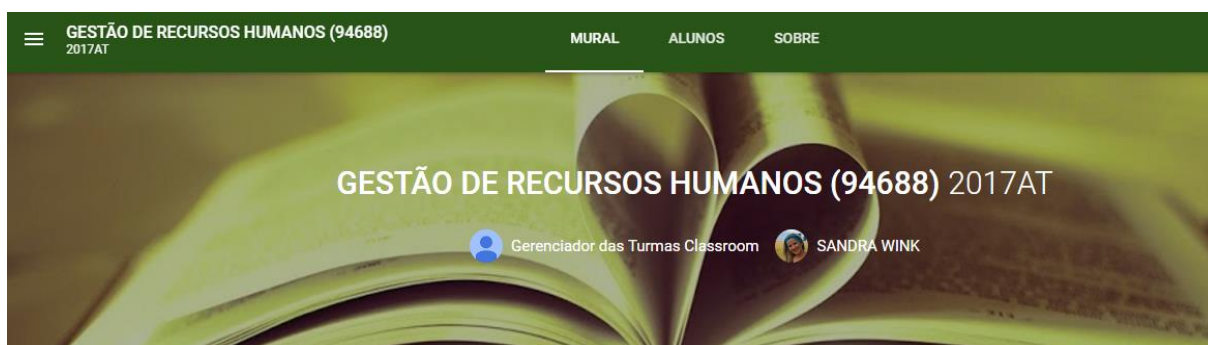 GESTÃO DE RECURSOS HUMANOS (94688)
2017AT
MURAL ALUNOS SOBRE
GESTÃO DE RECURSOS HUMANOS (94688) 2017AT
Gerenciador das Turmas Classroom SANDRA WINK